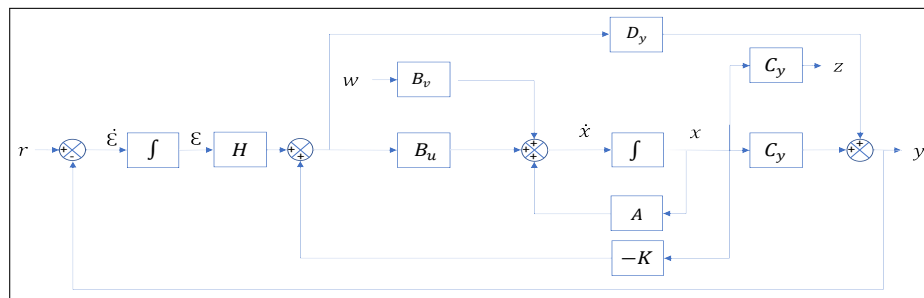 D_y
C_y z
w B_v
ẋ x
r + - ε̇ ∫ ε H + + B_u + + + ∫ C_y + + y
A
−K